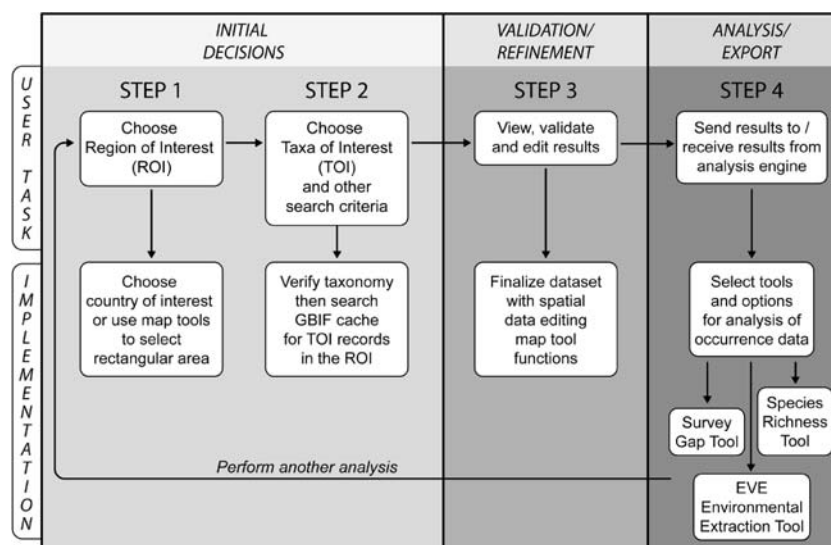 INITIAL
DECISIONS
VALIDATION/
REFINEMENT
ANALYSIS/
EXPORT
USER TASK
STEP 1
STEP 2
STEP 3
STEP 4
Choose
Region of Interest
(ROI)
Choose
Taxa of Interest
(TOI)
and other
search criteria
View, validate
and edit results
Send results to /
receive results from
analysis engine
IMPLEMENTATION
Choose
country of interest
or use map tools
to select
rectangular area
Verify taxonomy
then search
GBIF cache
for TOI records
in the ROI
Finalize dataset
with spatial
data editing
map tool
functions
Select tools
and options
for analysis of
occurrence data
Survey
Gap Tool
Species
Richness
Tool
EVE
Environmental
Extraction Tool
Perform another analysis